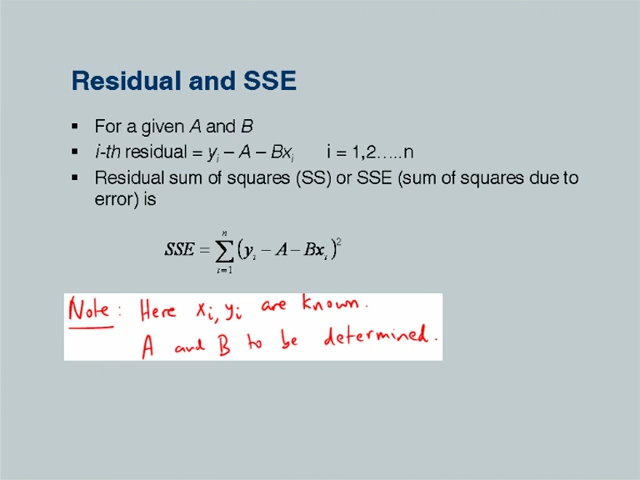 Residual and SSE
▪ For a given A and B
▪ i-th residual = yᵢ – A – Bxᵢ i = 1,2…..n
▪ Residual sum of squares (SS) or SSE (sum of squares due to
error) is
SSE = ∑ⁿᵢ₌₁ (yᵢ – A – Bxᵢ)²
Note: Here xᵢ, yᵢ are known.
A and B to be determined.